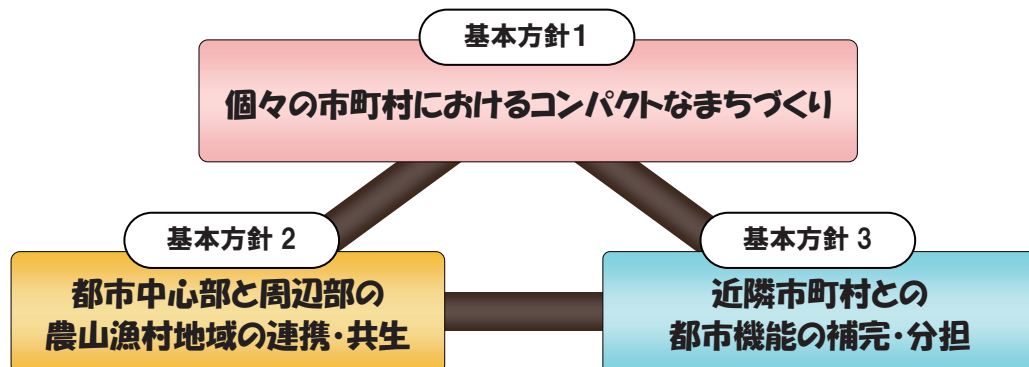 基本方針1
個々の市町村におけるコンパクトなまちづくり
基本方針 2
都市中心部と周辺部の
農山漁村地域の連携・共生
基本方針 3
近隣市町村との
都市機能の補完・分担